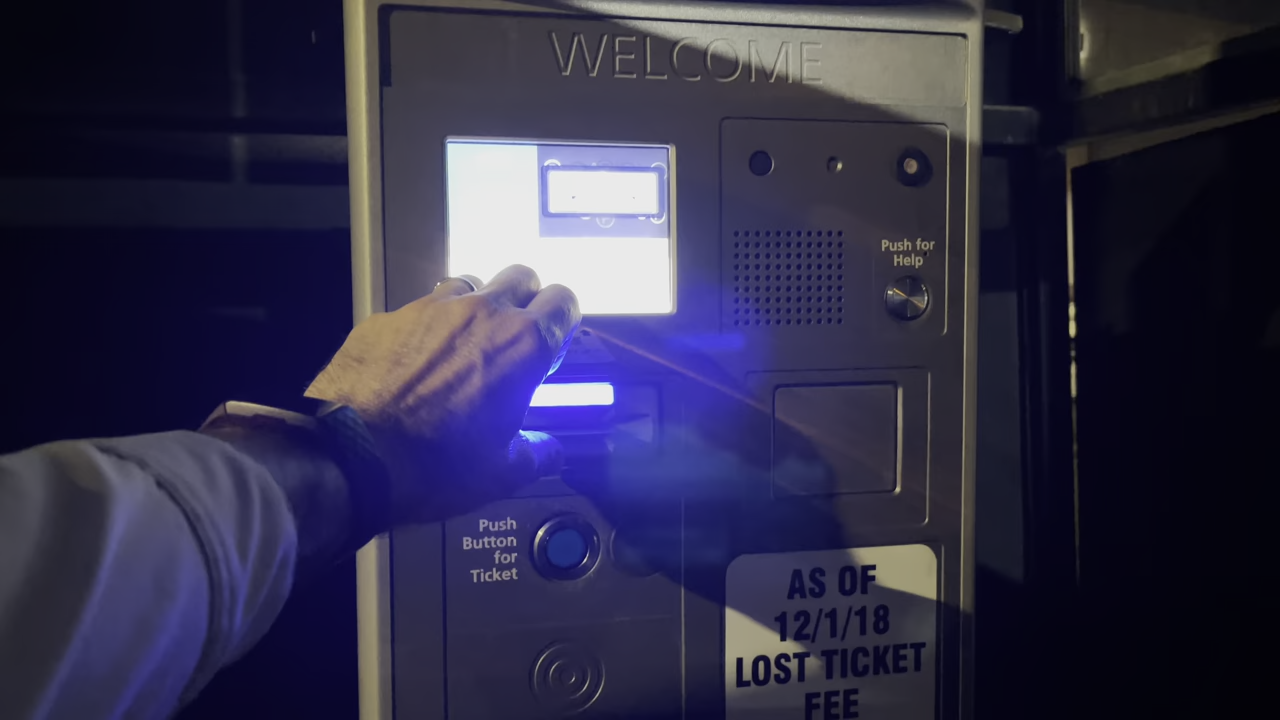 WELCOME
Push for
Help
Push
Button
for
Ticket
AS OF
12/1/18
LOST TICKET
FEE